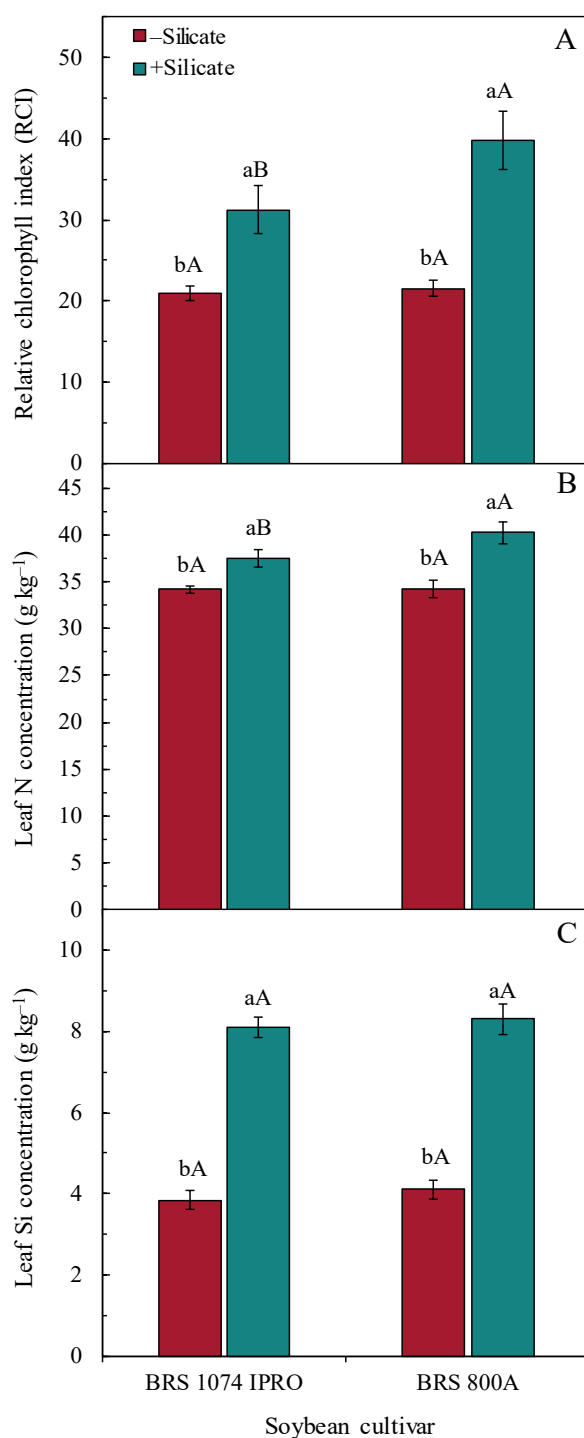 –Silicate
+Silicate
A
Relative chlorophyll index (RCI)
50
40
30
20
10
0
bA
aB
bA
aA
B
Leaf N concentration (g kg⁻¹)
45
40
35
30
25
20
15
10
5
0
bA
aB
bA
aA
C
Leaf Si concentration (g kg⁻¹)
10
8
6
4
2
0
bA
aA
bA
aA
BRS 1074 IPRO
BRS 800A
Soybean cultivar